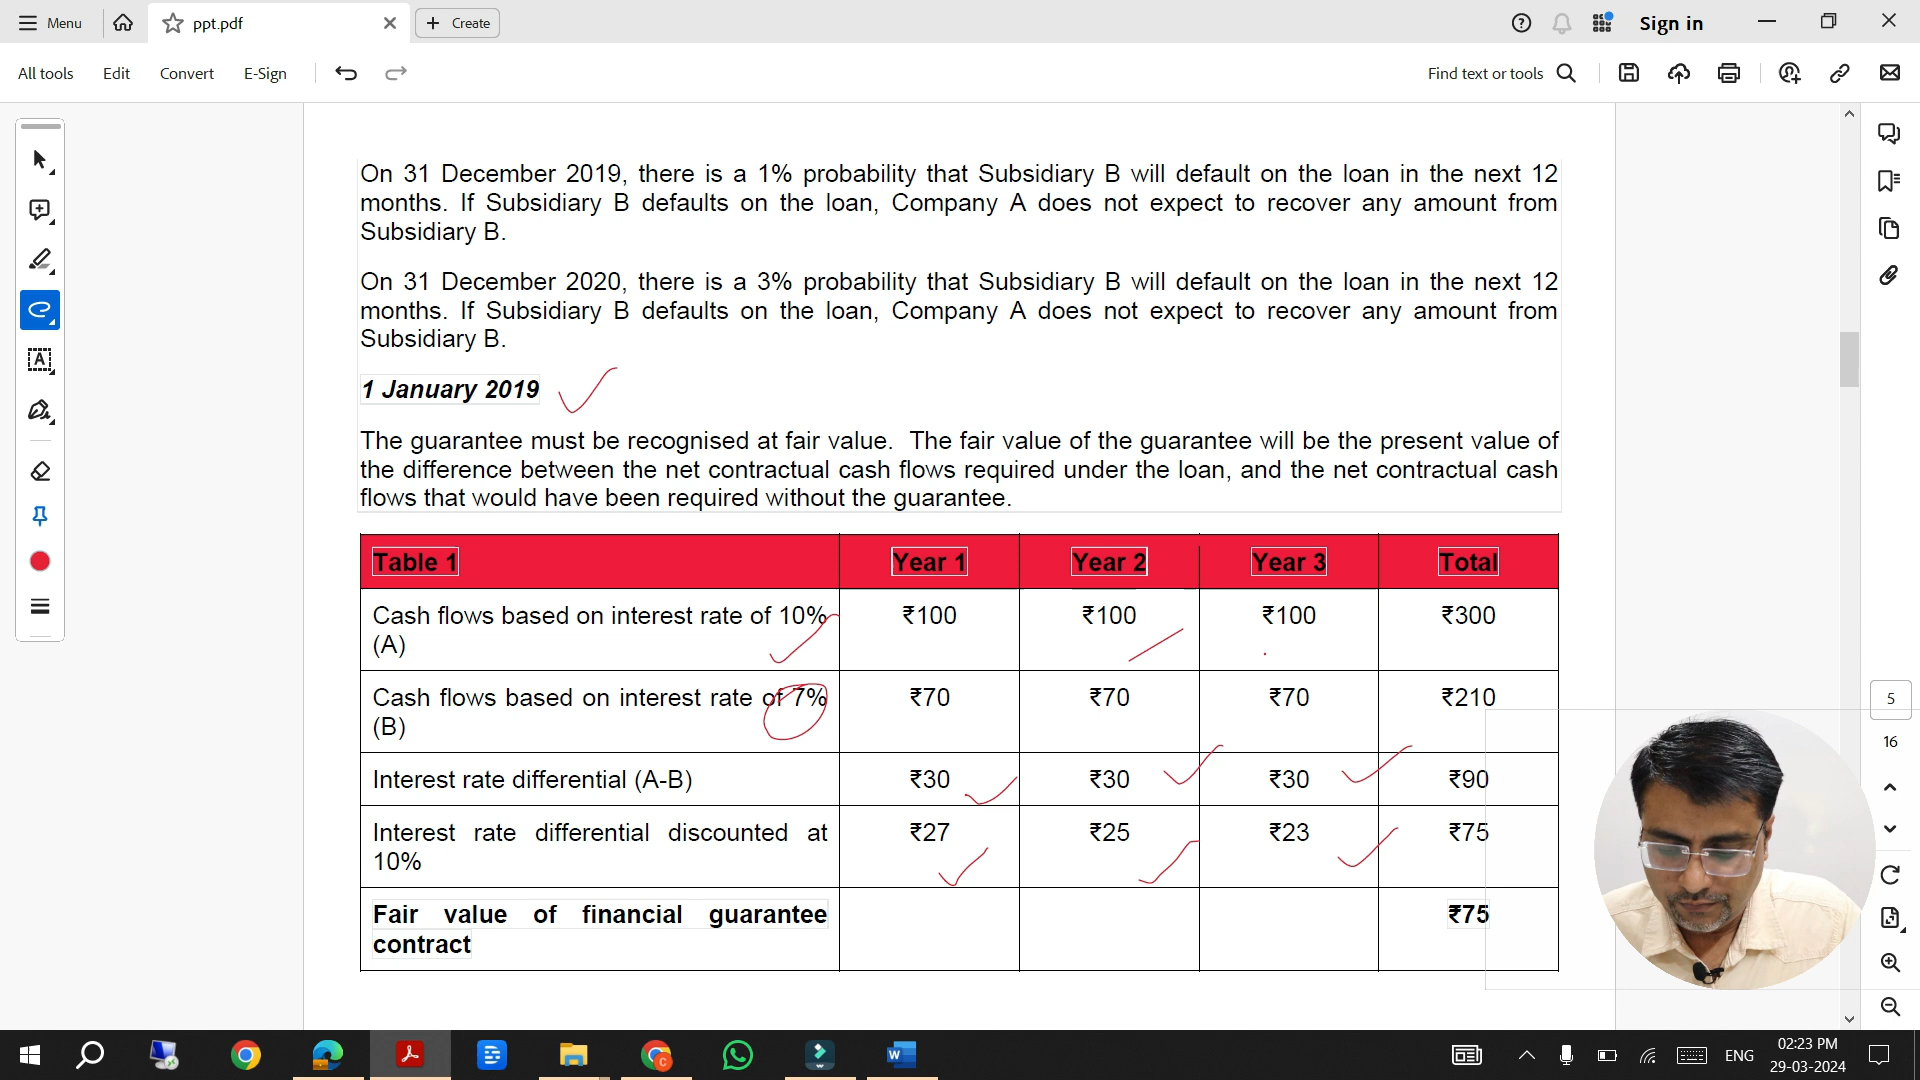 Menu
ppt.pdf
Create
Sign in
All tools
Edit
Convert
E-Sign
Find text or tools
On 31 December 2019, there is a 1% probability that Subsidiary B will default on the loan in the next 12
months. If Subsidiary B defaults on the loan, Company A does not expect to recover any amount from
Subsidiary B.
On 31 December 2020, there is a 3% probability that Subsidiary B will default on the loan in the next 12
months. If Subsidiary B defaults on the loan, Company A does not expect to recover any amount from
Subsidiary B.
1 January 2019
The guarantee must be recognised at fair value. The fair value of the guarantee will be the present value of
the difference between the net contractual cash flows required under the loan, and the net contractual cash
flows that would have been required without the guarantee.
Table 1 Year 1 Year 2 Year 3 Total
Cash flows based on interest rate of 10% ₹100 ₹100 ₹100 ₹300
(A)
Cash flows based on interest rate of 7% ₹70 ₹70 ₹70 ₹210
(B)
Interest rate differential (A-B) ₹30 ₹30 ₹30 ₹90
Interest rate differential discounted at ₹27 ₹25 ₹23 ₹75
10%
Fair value of financial guarantee ₹75
contract
5
16
ENG
02:23 PM
29-03-2024